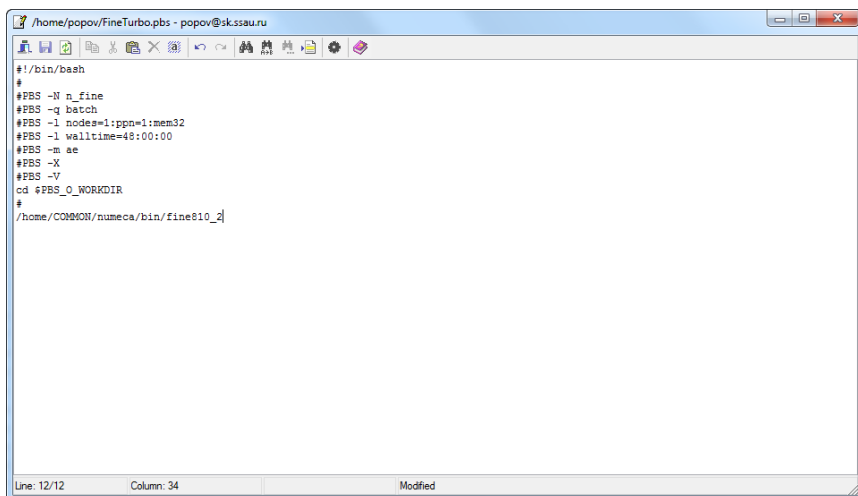 /home/popov/FineTurbo.pbs - popov@sk.ssau.ru
#!/bin/bash
#
#PBS -N n_fine
#PBS -q batch
#PBS -l nodes=1:ppn=1:mem32
#PBS -l walltime=48:00:00
#PBS -m ae
#PBS -X
#PBS -V
cd $PBS_O_WORKDIR
#
/home/COMMON/numeca/bin/fine810_2
Line: 12/12 Column: 34 Modified